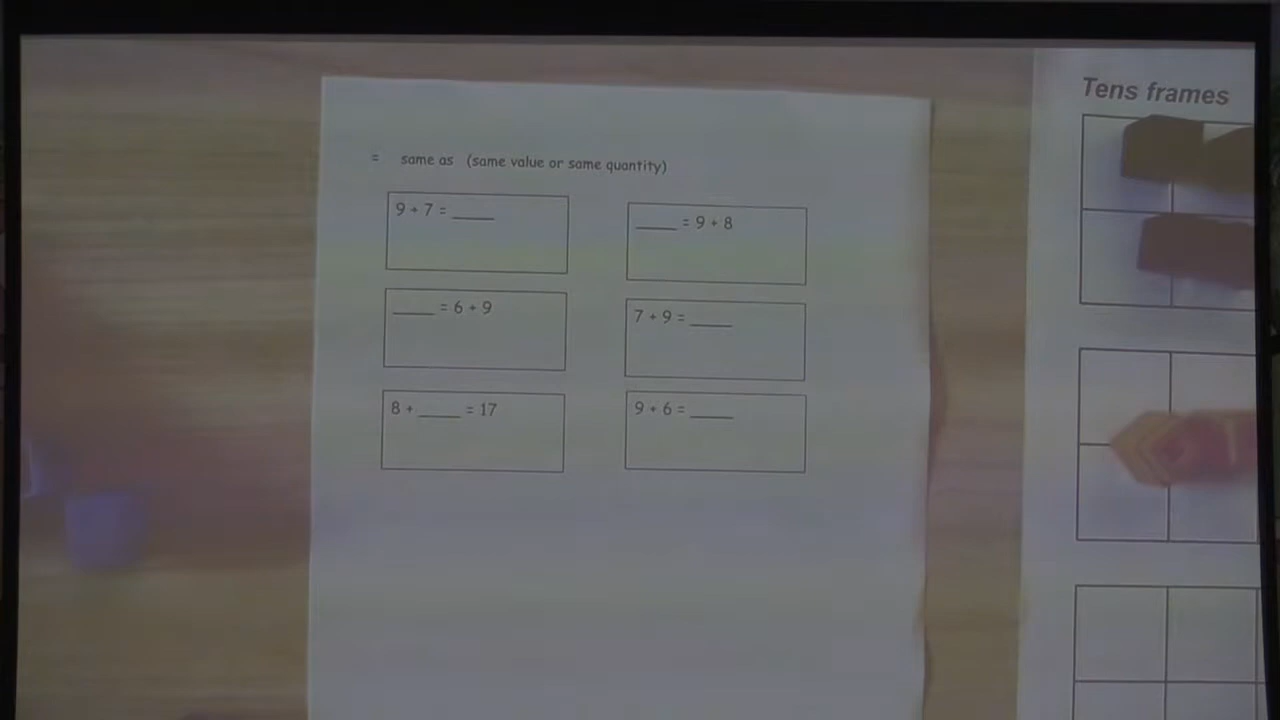 = same as (same value or same quantity)
9 + 7 = ____
____ = 9 + 8
____ = 6 + 9
7 + 9 = ____
8 + ____ = 17
9 + 6 = ____
Tens frames